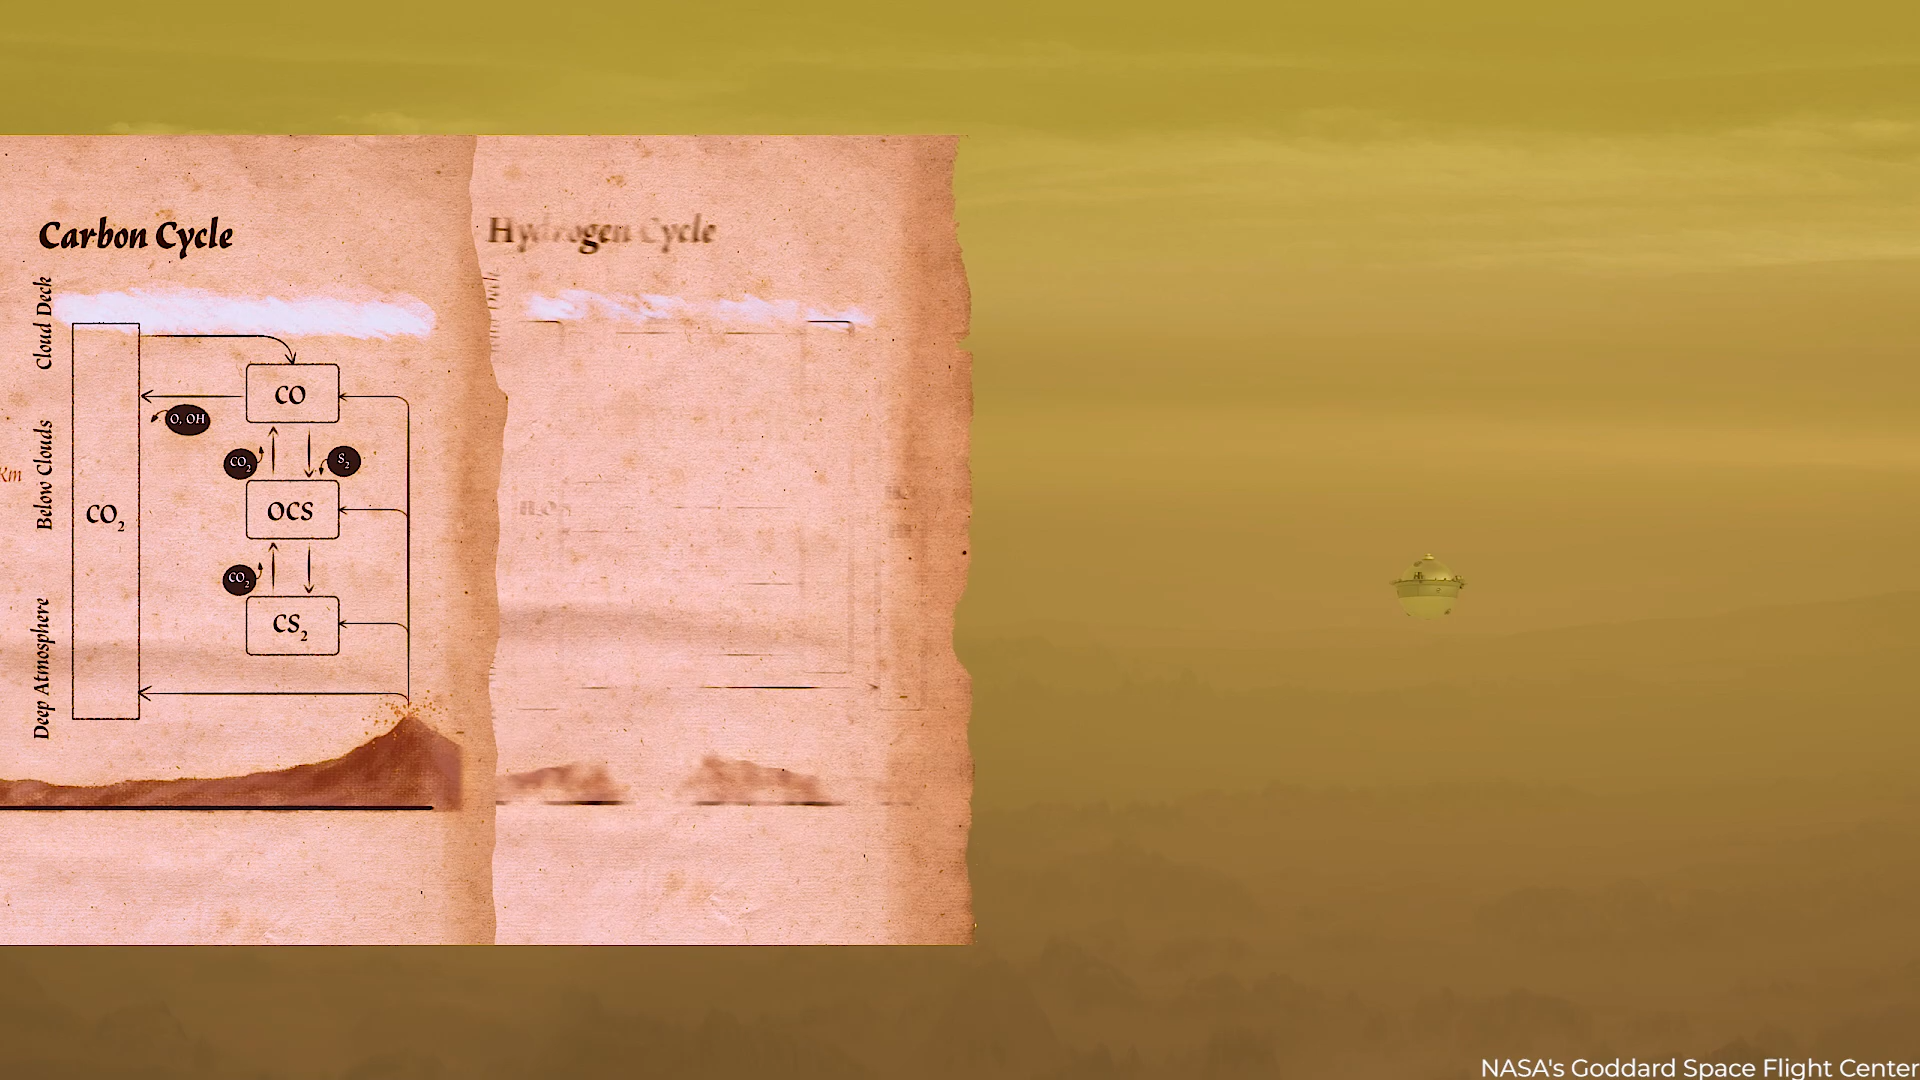 Carbon Cycle
Hydrogen Cycle
Cloud Deck
CO
O, OH
CO2
S2
Km
Below Clouds
CO2
OCS
CO2
CS2
Deep Atmosphere
NASA's Goddard Space Flight Center